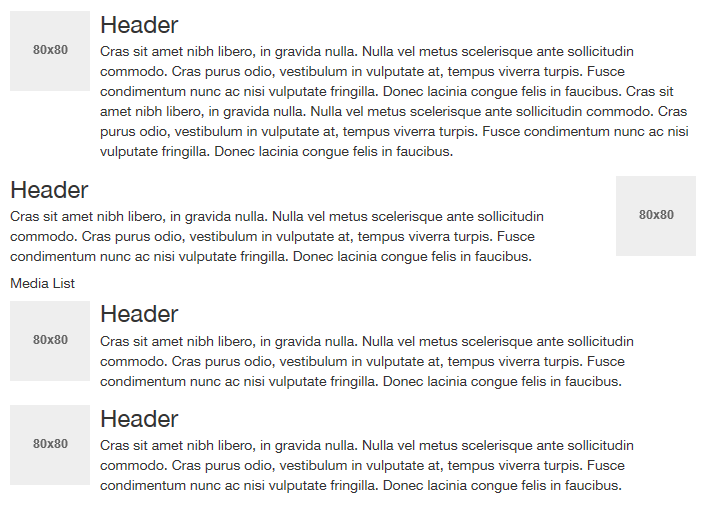 80x80
Header
Cras sit amet nibh libero, in gravida nulla. Nulla vel metus scelerisque ante sollicitudin
commodo. Cras purus odio, vestibulum in vulputate at, tempus viverra turpis. Fusce
condimentum nunc ac nisi vulputate fringilla. Donec lacinia congue felis in faucibus. Cras sit
amet nibh libero, in gravida nulla. Nulla vel metus scelerisque ante sollicitudin commodo. Cras
purus odio, vestibulum in vulputate at, tempus viverra turpis. Fusce condimentum nunc ac nisi
vulputate fringilla. Donec lacinia congue felis in faucibus.
Header
Cras sit amet nibh libero, in gravida nulla. Nulla vel metus scelerisque ante sollicitudin
commodo. Cras purus odio, vestibulum in vulputate at, tempus viverra turpis. Fusce
condimentum nunc ac nisi vulputate fringilla. Donec lacinia congue felis in faucibus.
80x80
Media List
80x80
Header
Cras sit amet nibh libero, in gravida nulla. Nulla vel metus scelerisque ante sollicitudin
commodo. Cras purus odio, vestibulum in vulputate at, tempus viverra turpis. Fusce
condimentum nunc ac nisi vulputate fringilla. Donec lacinia congue felis in faucibus.
80x80
Header
Cras sit amet nibh libero, in gravida nulla. Nulla vel metus scelerisque ante sollicitudin
commodo. Cras purus odio, vestibulum in vulputate at, tempus viverra turpis. Fusce
condimentum nunc ac nisi vulputate fringilla. Donec lacinia congue felis in faucibus.